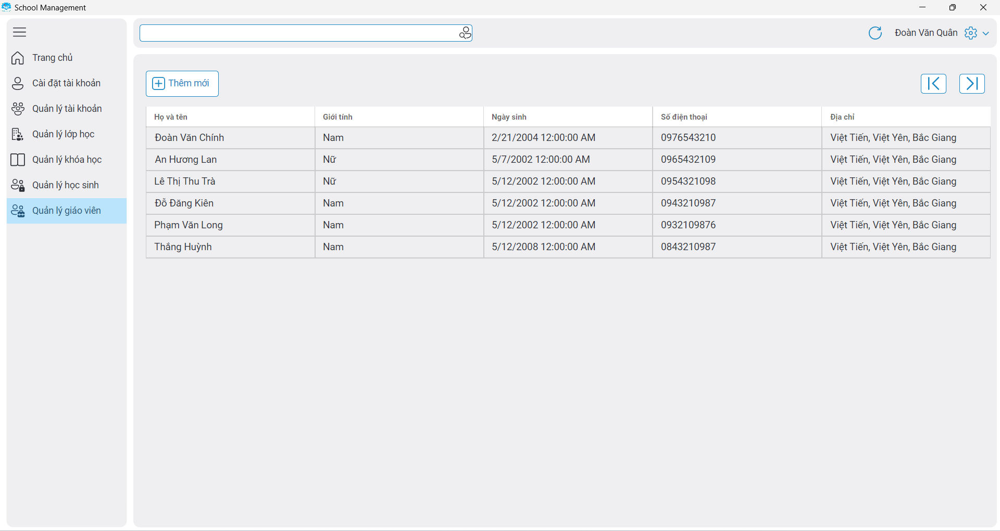 School Management
Đoàn Văn Quân
Trang chủ
Cài đặt tài khoản
Quản lý tài khoản
Quản lý lớp học
Quản lý khóa học
Quản lý học sinh
Quản lý giáo viên
Thêm mới
Họ và tên Giới tính Ngày sinh Số điện thoại Địa chỉ
Đoàn Văn Chính Nam 2/21/2004 12:00:00 AM 0976543210 Việt Tiến, Việt Yên, Bắc Giang
An Hương Lan Nữ 5/7/2002 12:00:00 AM 0965432109 Việt Tiến, Việt Yên, Bắc Giang
Lê Thị Thu Trà Nữ 5/12/2002 12:00:00 AM 0954321098 Việt Tiến, Việt Yên, Bắc Giang
Đỗ Đăng Kiên Nam 5/12/2002 12:00:00 AM 0943210987 Việt Tiến, Việt Yên, Bắc Giang
Phạm Văn Long Nam 5/12/2002 12:00:00 AM 0932109876 Việt Tiến, Việt Yên, Bắc Giang
Thắng Huỳnh Nam 5/12/2008 12:00:00 AM 0843210987 Việt Tiến, Việt Yên, Bắc Giang